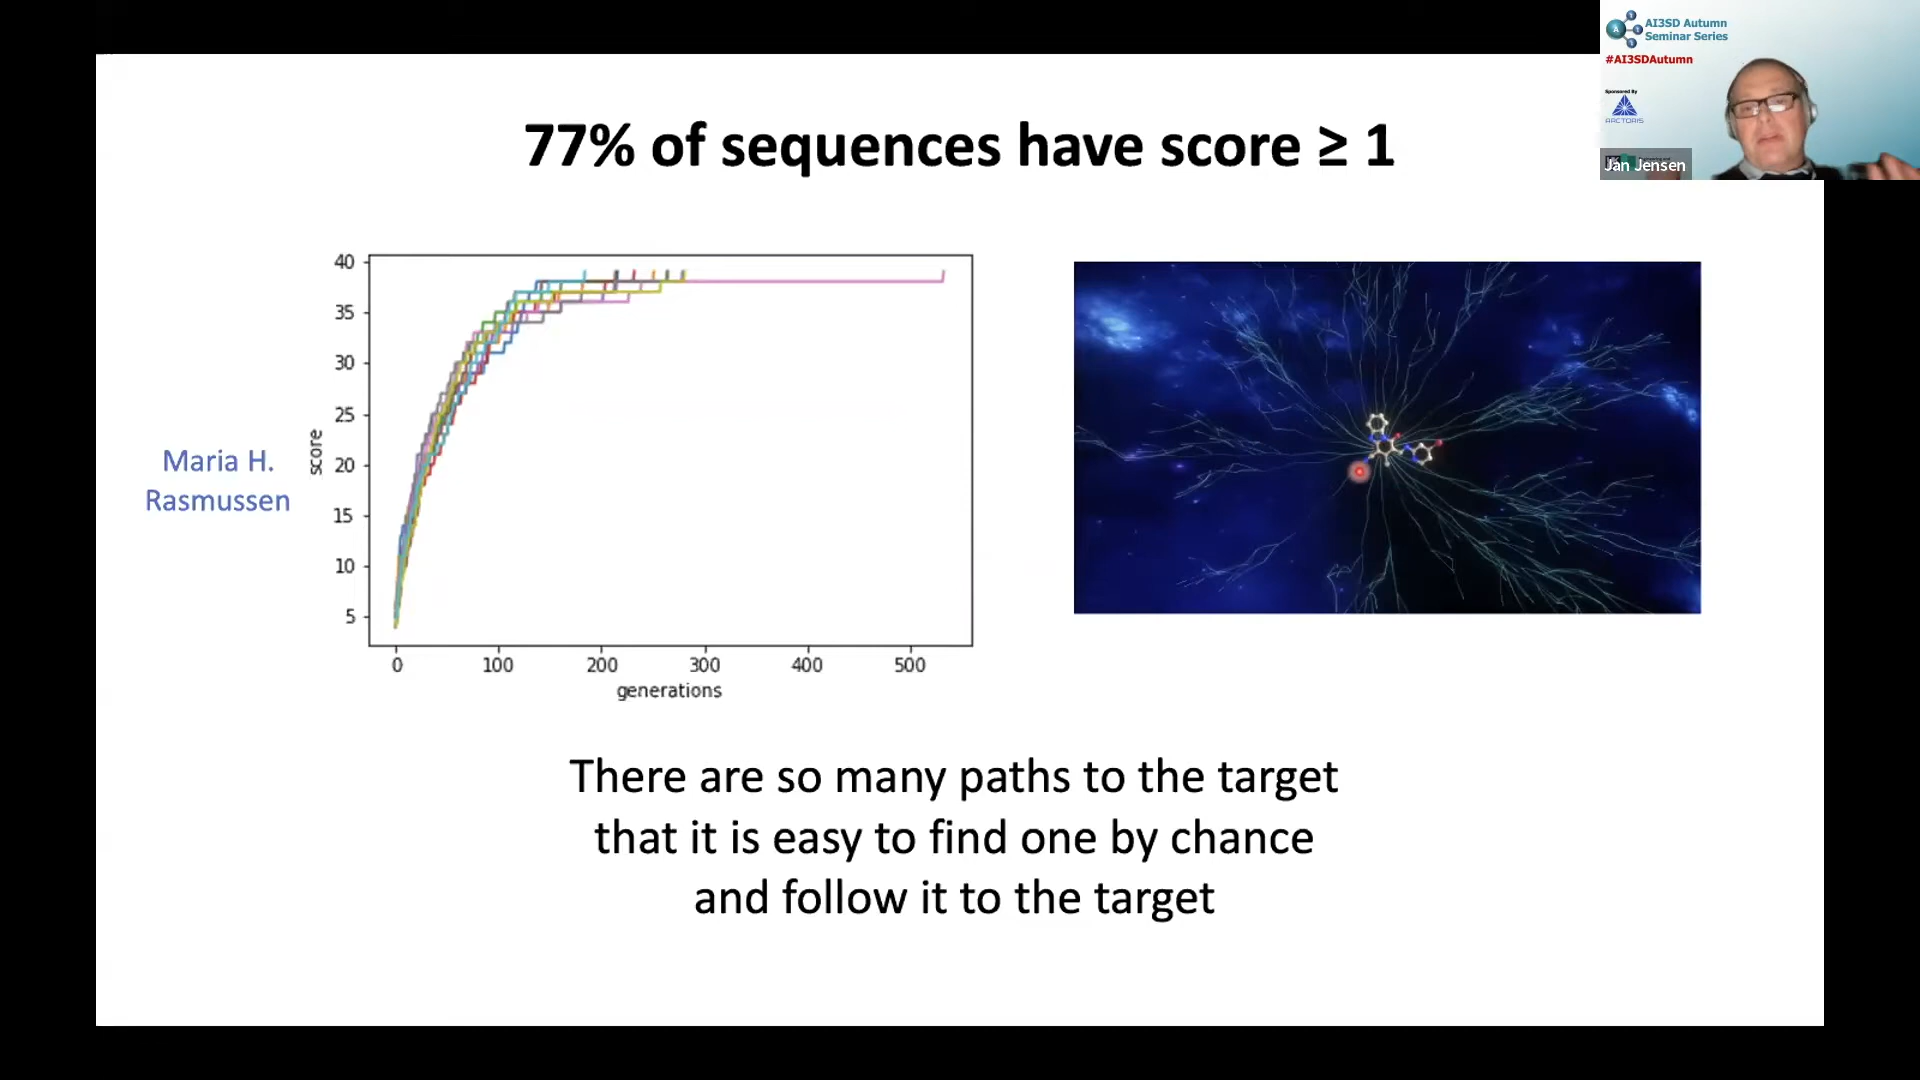 AI3SD Autumn
Seminar Series
#AI3SDAutumn
Sponsored By
ARCTORIS
Jan Jensen
77% of sequences have score ≥ 1
Maria H.
Rasmussen
score
40
35
30
25
20
15
10
5
0 100 200 300 400 500
generations
There are so many paths to the target
that it is easy to find one by chance
and follow it to the target